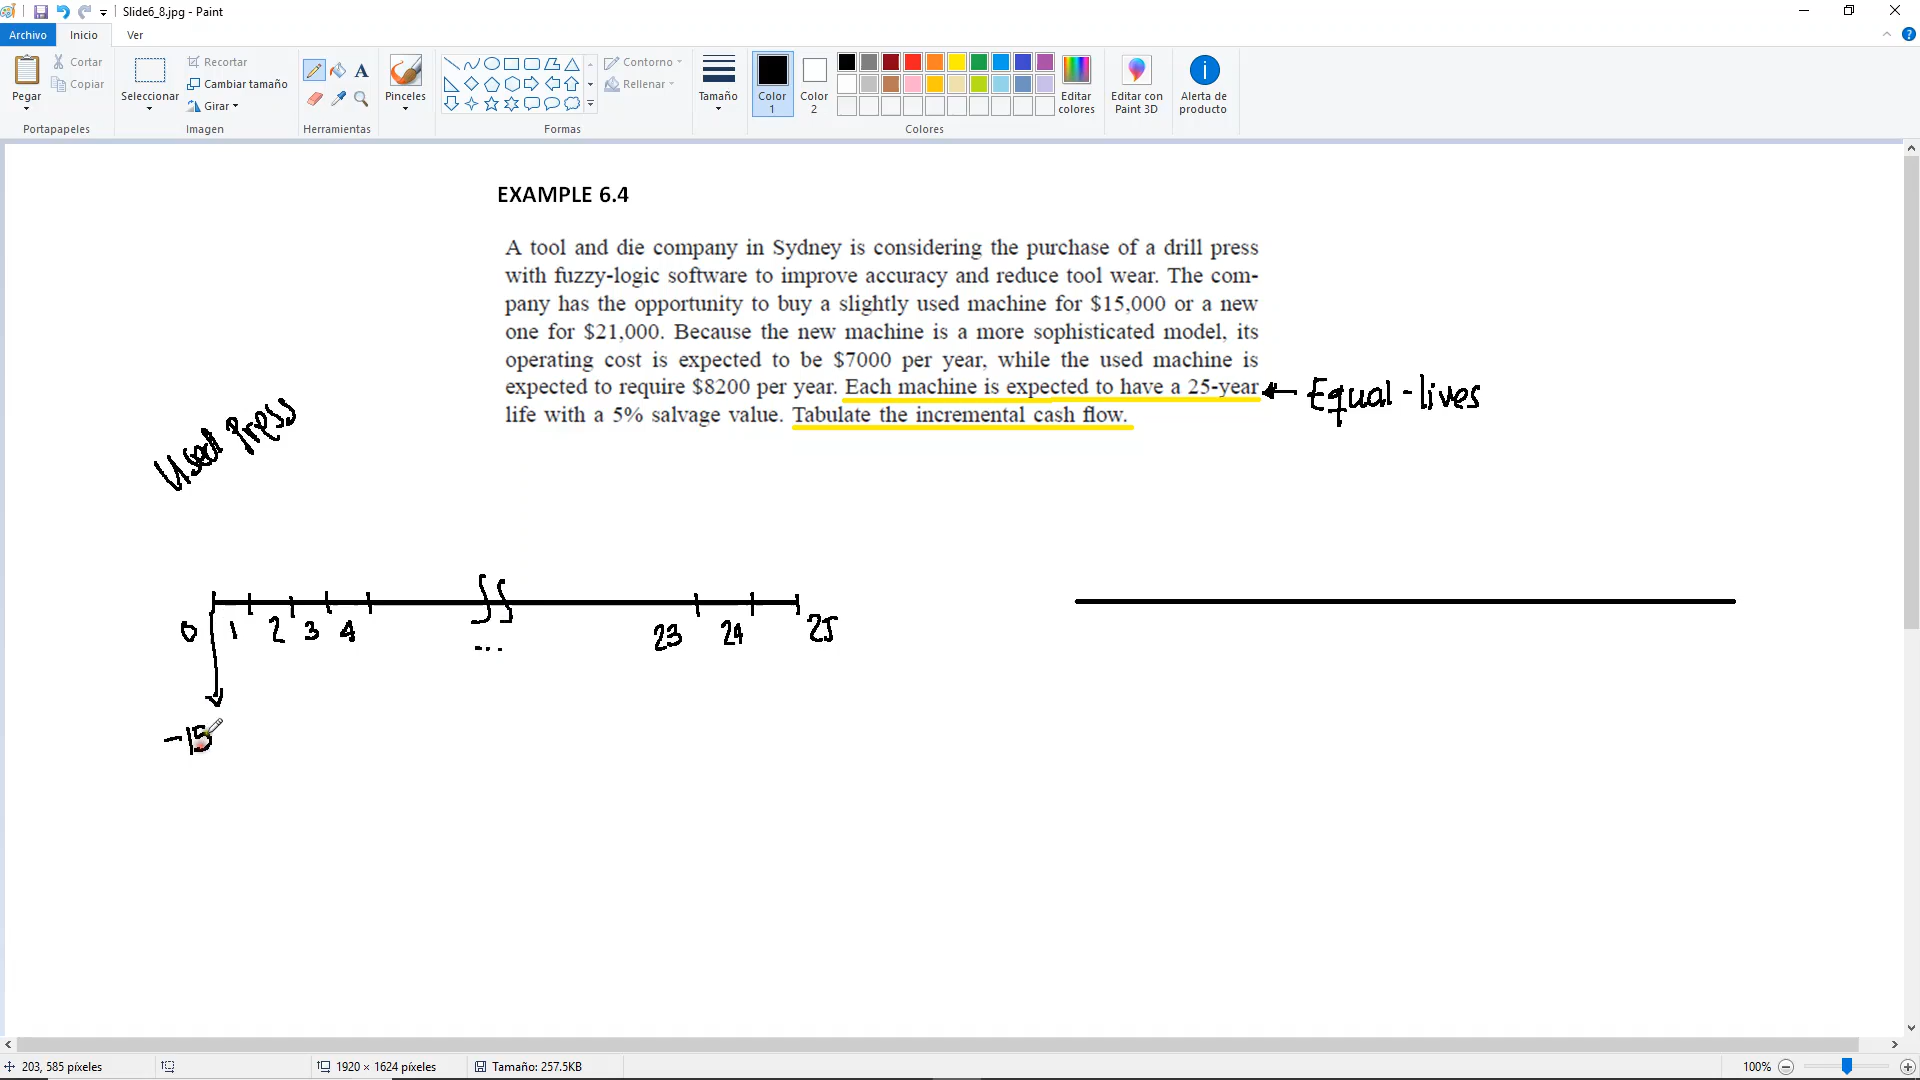 Slide6_8.jpg - Paint
Archivo Inicio Ver
Pegar
Cortar
Copiar
Portapapeles
Seleccionar
Recortar
Cambiar tamaño
Girar
Imagen
A
Herramientas
Pinceles
Contorno
Rellenar
Formas
Tamaño
Color 1
Color 2
Editar colores
Colores
Editar con Paint 3D
Alerta de producto
EXAMPLE 6.4
A tool and die company in Sydney is considering the purchase of a drill press
with fuzzy-logic software to improve accuracy and reduce tool wear. The com-
pany has the opportunity to buy a slightly used machine for $15,000 or a new
one for $21,000. Because the new machine is a more sophisticated model, its
operating cost is expected to be $7000 per year, while the used machine is
expected to require $8200 per year. Each machine is expected to have a 25-year
life with a 5% salvage value. Tabulate the incremental cash flow.
Equal-lives
Used Press
0 1 2 3 4 ... 23 24 25
-15
203, 585 píxeles
1920 × 1624 píxeles
Tamaño: 257.5KB
100%